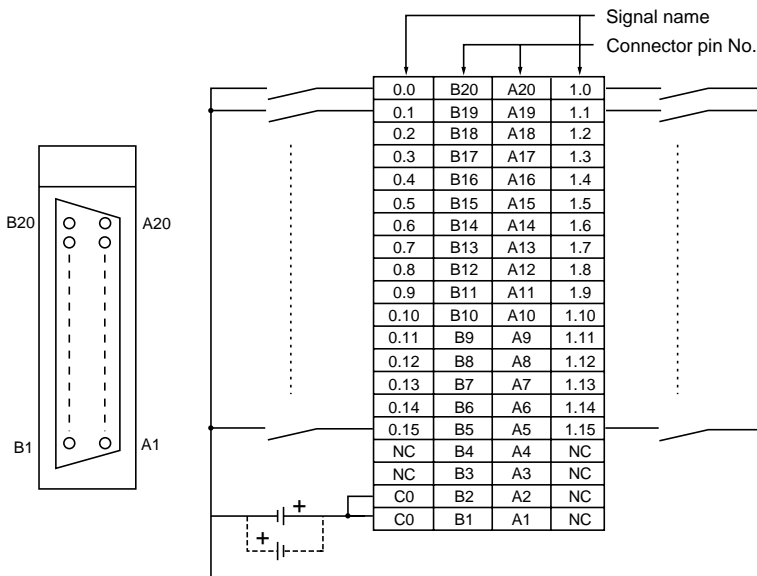 Signal name
Connector pin No.
0.0 B20 A20 1.0
0.1 B19 A19 1.1
0.2 B18 A18 1.2
0.3 B17 A17 1.3
0.4 B16 A16 1.4
0.5 B15 A15 1.5
0.6 B14 A14 1.6
0.7 B13 A13 1.7
0.8 B12 A12 1.8
0.9 B11 A11 1.9
0.10 B10 A10 1.10
0.11 B9 A9 1.11
0.12 B8 A8 1.12
0.13 B7 A7 1.13
0.14 B6 A6 1.14
0.15 B5 A5 1.15
NC B4 A4 NC
NC B3 A3 NC
C0 B2 A2 NC
C0 B1 A1 NC
B20 A20
B1 A1
+
+